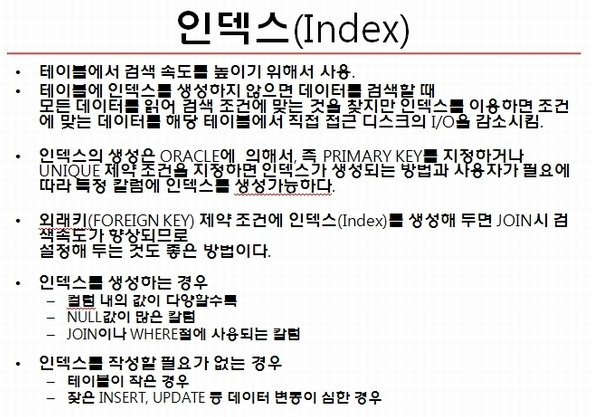 인덱스(Index)
• 테이블에서 검색 속도를 높이기 위해서 사용.
• 테이블에 인덱스를 생성하지 않으면 데이터를 검색할 때
모든 데이터를 읽어 검색 조건에 맞는 것을 찾지만 인덱스를 이용하면 조건
에 맞는 데이터를 해당 테이블에서 직접 접근 디스크의 I/O을 감소시킴.
• 인덱스의 생성은 ORACLE에 의해서, 즉 PRIMARY KEY를 지정하거나
UNIQUE 제약 조건을 지정하면 인덱스가 생성되는 방법과 사용자가 필요에
따라 특정 칼럼에 인덱스를 생성가능하다.
• 외래키(FOREIGN KEY) 제약 조건에 인덱스(Index)를 생성해 두면 JOIN시 검
색속도가 향상되므로
설정해 두는 것도 좋은 방법이다.
• 인덱스를 생성하는 경우
– 컬럼 내의 값이 다양할수록
– NULL값이 많은 칼럼
– JOIN이나 WHERE절에 사용되는 칼럼
• 인덱스를 작성할 필요가 없는 경우
– 테이블이 작은 경우
– 잦은 INSERT, UPDATE 등 데이터 변동이 심한 경우